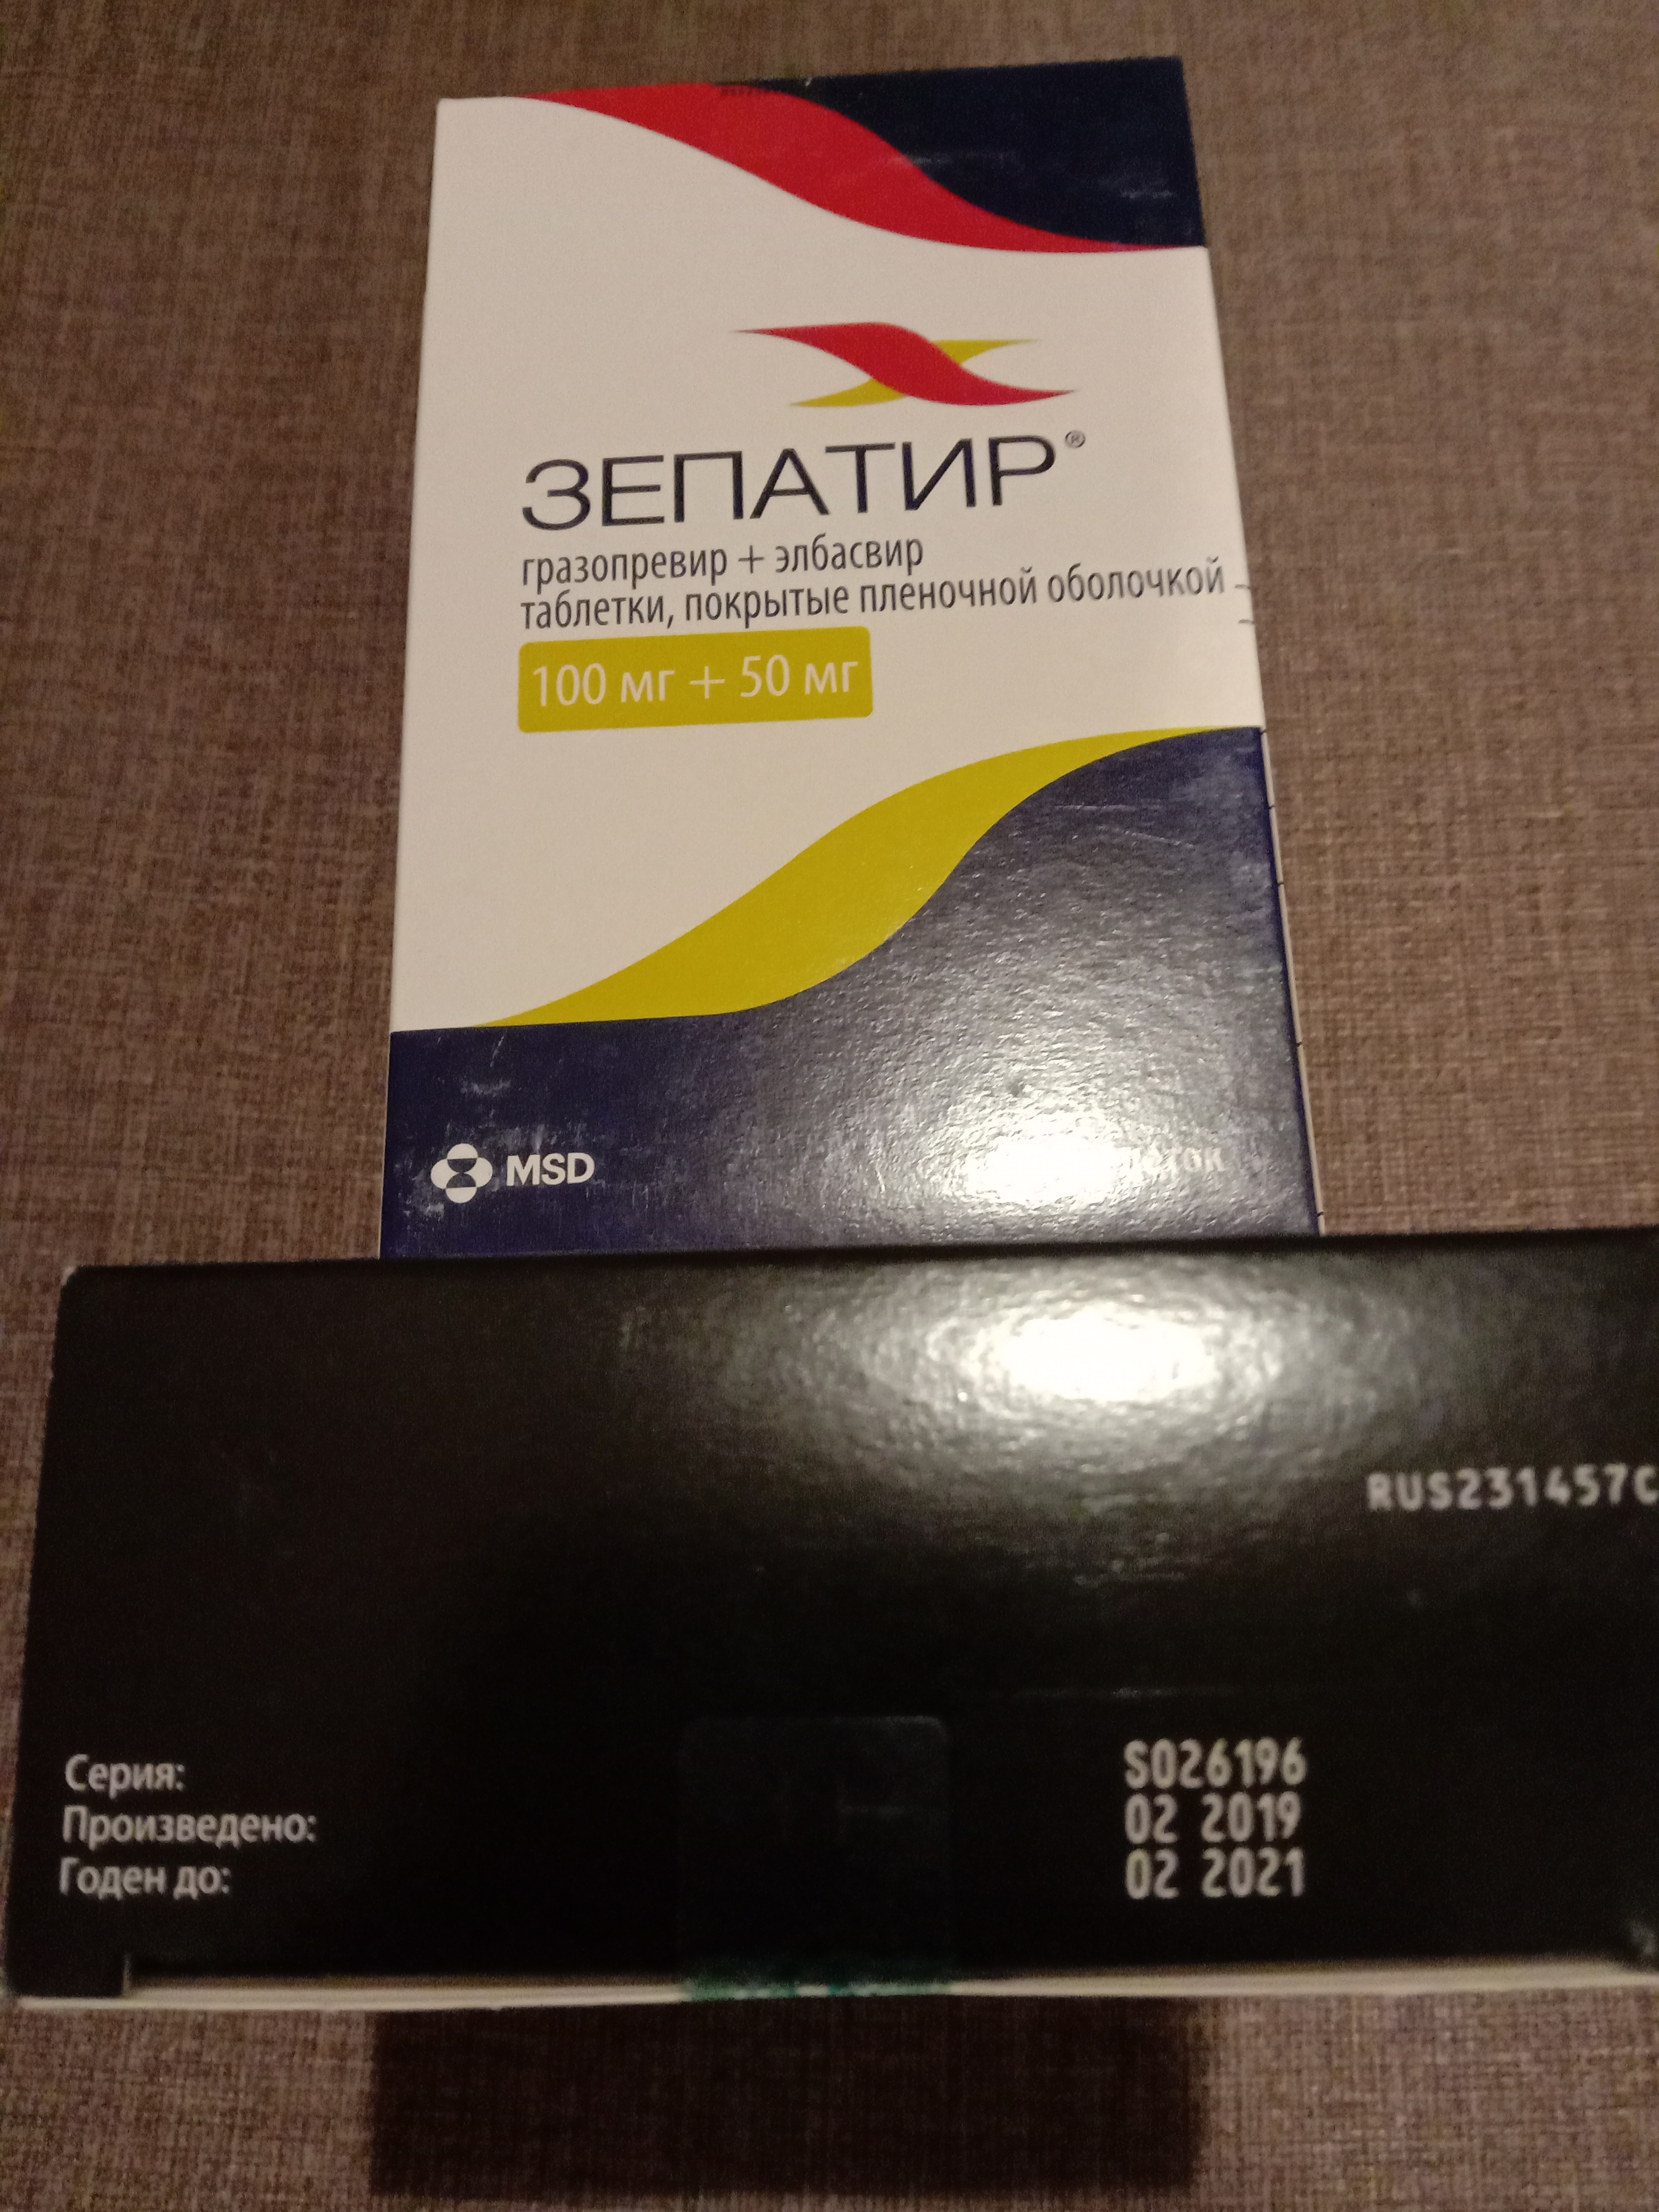 ЗЕПАТИР®
гразопревир + элбасвир
таблетки, покрытые пленочной оболочкой
100 мг + 50 мг
MSD
RUS231457C
Серия: S026196
Произведено: 02 2019
Годен до: 02 2021